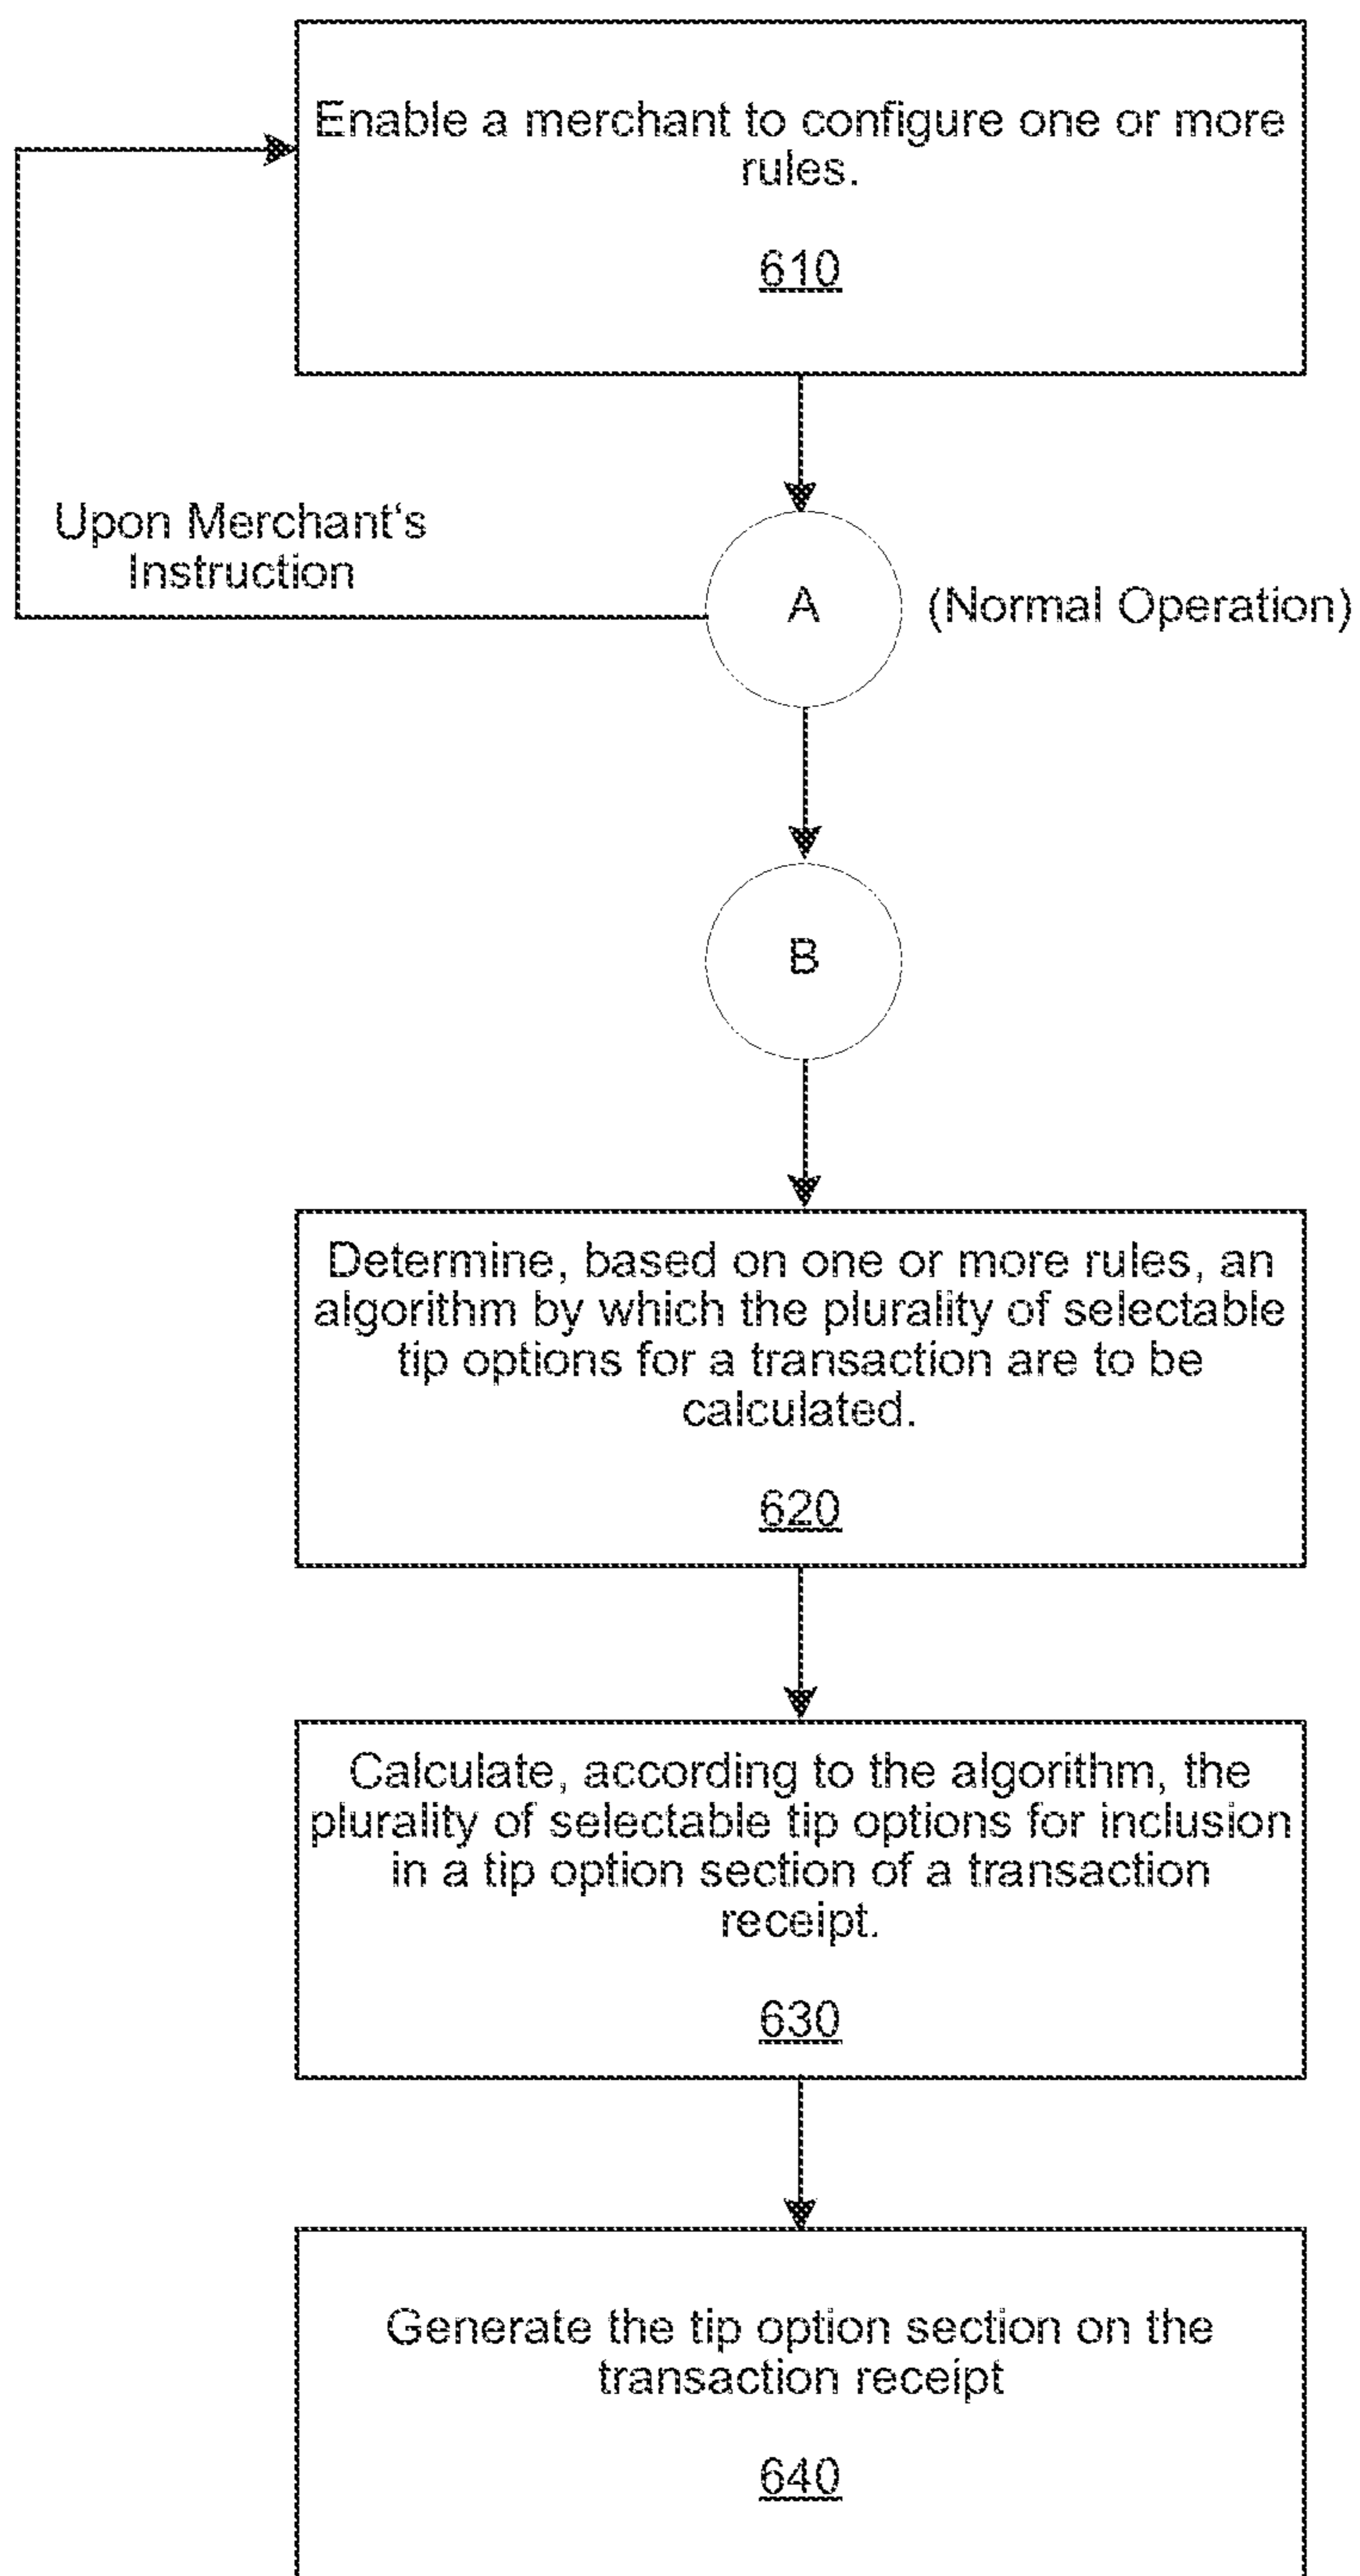 Enable a merchant to configure one or more
rules.
610
Upon Merchant‘s
Instruction
A
(Normal Operation)
B
Determine, based on one or more rules, an
algorithm by which the plurality of selectable
tip options for a transaction are to be
calculated.
620
Calculate, according to the algorithm, the
plurality of selectable tip options for inclusion
in a tip option section of a transaction
receipt.
630
Generate the tip option section on the
transaction receipt
640